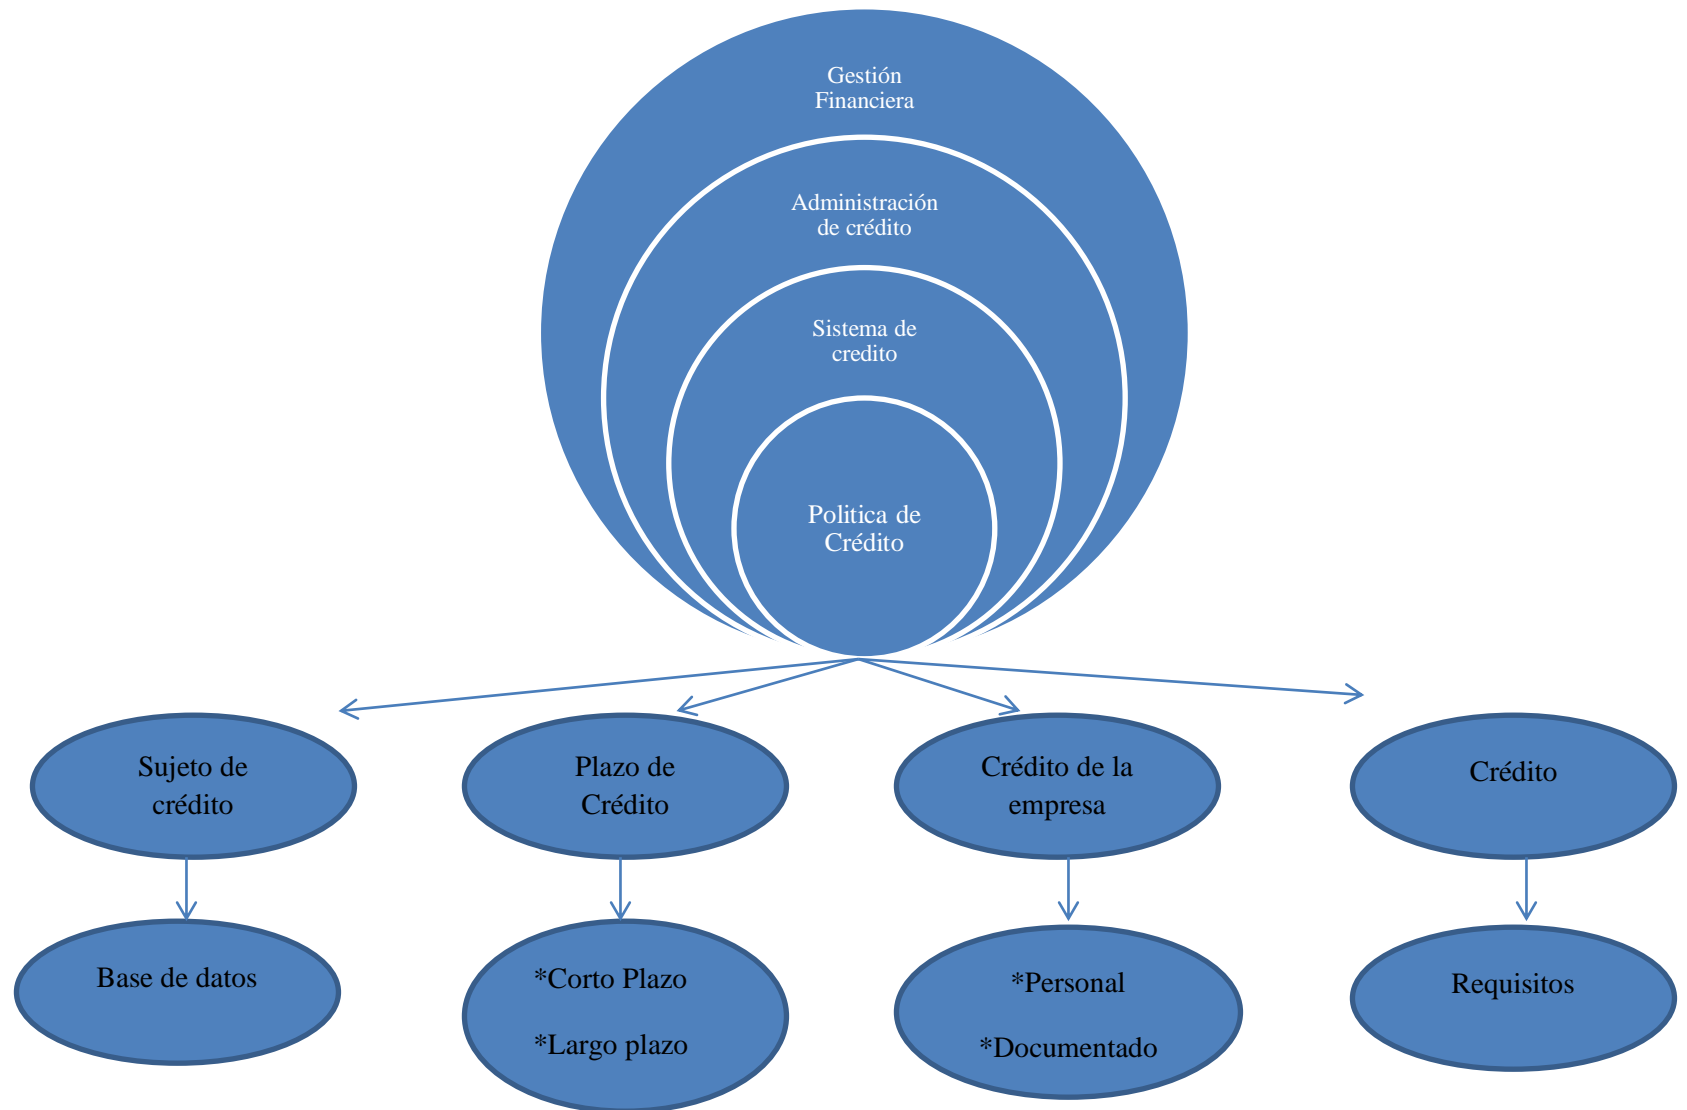 Gestión
Financiera
Administración
de crédito
Sistema de
credito
Politica de
Crédito
Sujeto de
crédito
Plazo de
Crédito
Crédito de la
empresa
Crédito
Base de datos
*Corto Plazo
*Largo plazo
*Personal
*Documentado
Requisitos